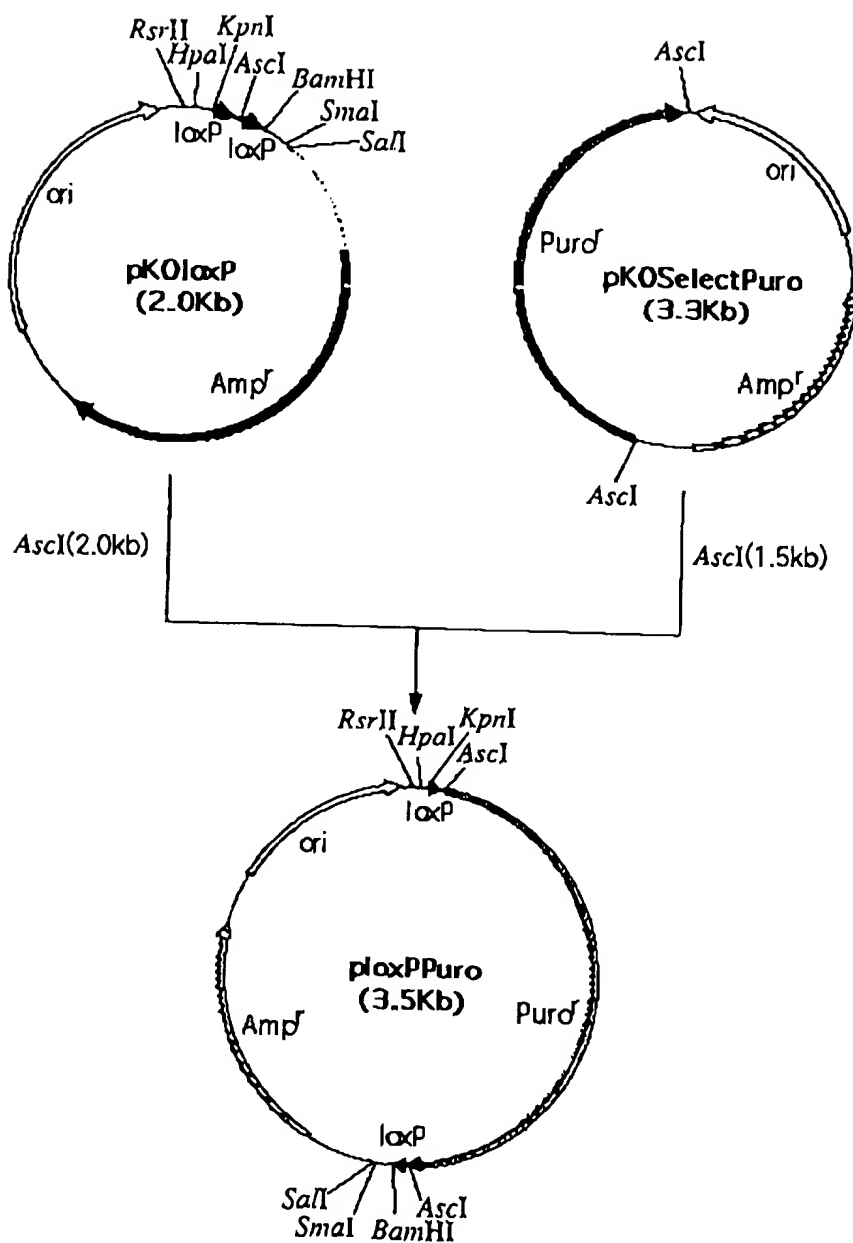 RsrII
HpaI
KpnI
AscI
BamHI
SmaI
SalI
loxP
loxP
ori
pKOloxP
(2.0Kb)
Ampr
AscI
ori
Puror
pKOSelectPuro
(3.3Kb)
Ampr
AscI
AscI(2.0kb)
AscI(1.5kb)
RsrII
HpaI
KpnI
AscI
loxP
ori
ploxPPuro
(3.5Kb)
Ampr
Puror
loxP
SalI
SmaI
BamHI
AscI